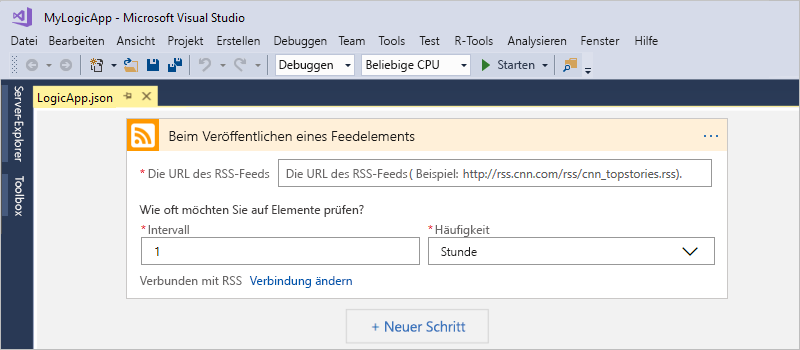 MyLogicApp - Microsoft Visual Studio
Datei Bearbeiten Ansicht Projekt Erstellen Debuggen Team Tools Test R-Tools Analysieren Fenster Hilfe
Debuggen Beliebige CPU Starten
Server-Explorer
Toolbox
LogicApp.json
Beim Veröffentlichen eines Feedelements
* Die URL des RSS-Feeds Die URL des RSS-Feeds ( Beispiel: http://rss.cnn.com/rss/cnn_topstories.rss).
Wie oft möchten Sie auf Elemente prüfen?
* Intervall * Häufigkeit
1 Stunde
Verbunden mit RSS Verbindung ändern
+ Neuer Schritt